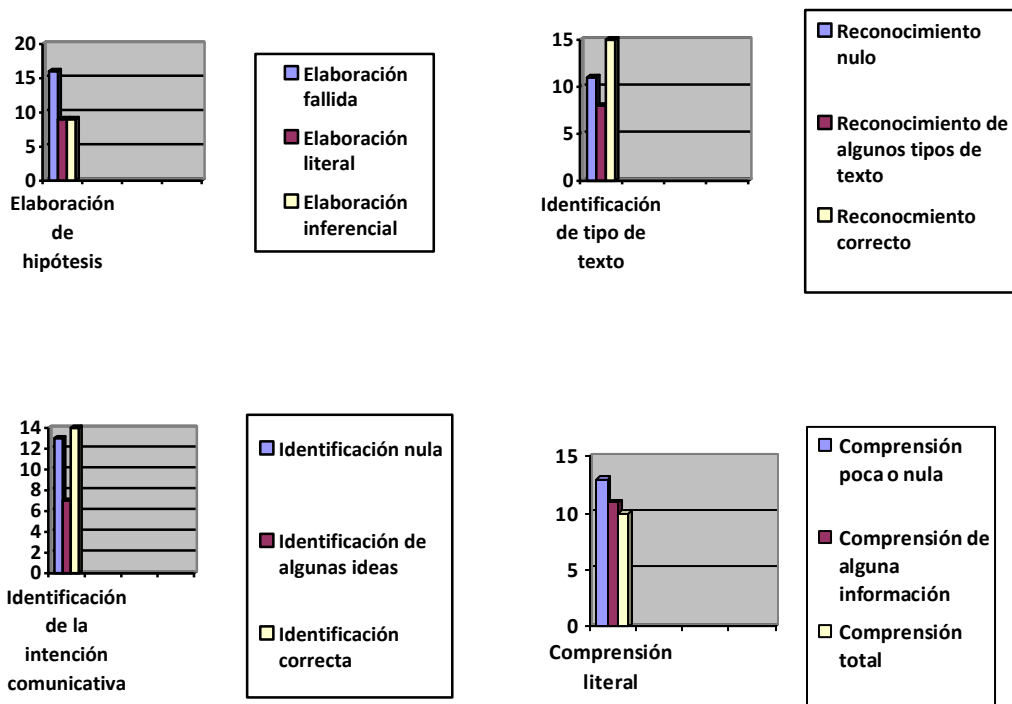 20
15
10
5
0
Elaboración
de
hipótesis
Elaboración
fallida
Elaboración
literal
Elaboración
inferencial
15
10
5
0
Identificación
de tipo de
texto
Reconocimiento
nulo
Reconocimiento de
algunos tipos de
texto
Reconocmiento
correcto
14
12
10
8
6
4
2
0
Identificación
de la
intención
comunicativa
Identificación nula
Identificación de
algunas ideas
Identificación
correcta
15
10
5
0
Comprensión
literal
Comprensión
poca o nula
Comprensión de
alguna
información
Comprensión
total